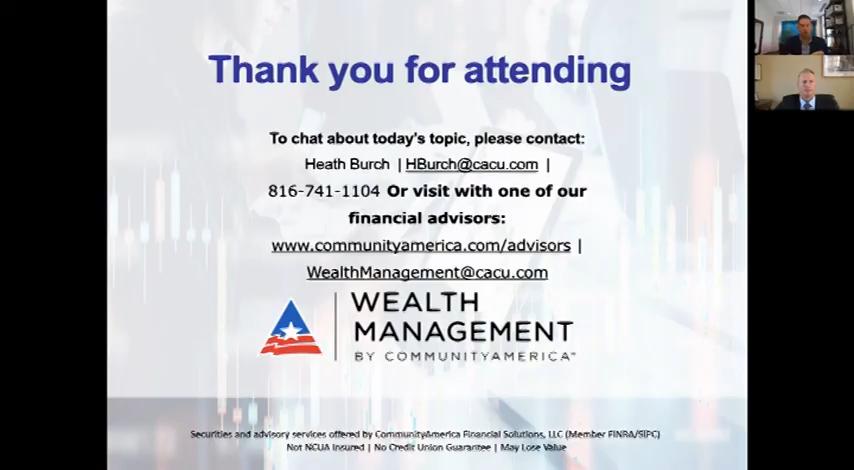 Thank you for attending
To chat about today's topic, please contact:
Heath Burch | HBurch@cacu.com |
816-741-1104 Or visit with one of our
financial advisors:
www.communityamerica.com/advisors |
WealthManagement@cacu.com
WEALTH
MANAGEMENT
BY COMMUNITYAMERICA™
Securities and advisory services offered by CommunityAmerica Financial Solutions, LLC (Member FINRA/SIPC)
Not NCUA Insured | No Credit Union Guarantee | May Lose Value